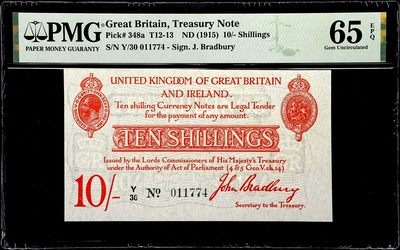 PMG
PAPER MONEY GUARANTY
Great Britain, Treasury Note
Pick# 348a T12-13 ND (1915) 10/- Shillings
S/N Y/30 011774 - Sign. J. Bradbury
65 EPQ
Gem Uncirculated
UNITED KINGDOM OF GREAT BRITAIN
AND IRELAND.
Ten shilling Currency Notes are Legal Tender
for the payment of any amount.
TEN SHILLINGS
Issued by the Lords Commissioners of His Majesty's Treasury
under the Authority of Act of Parliament (4 & 5 Geo.V.ch.14)
10/- Y/30 No. 011774 John Bradbury
Secretary to the Treasury.